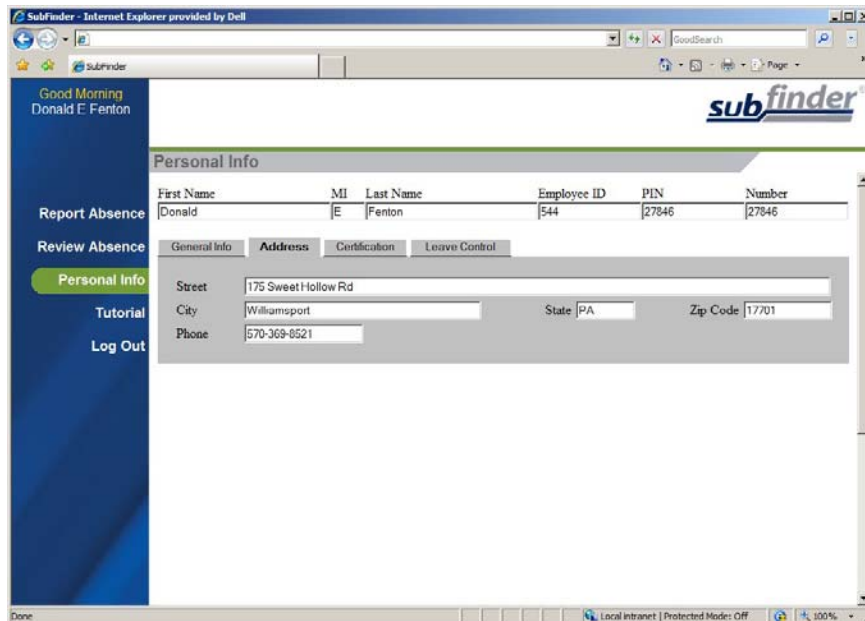 SubFinder - Internet Explorer provided by Dell
GoodSearch
SubFinder
Page
Good Morning
Donald E Fenton
subfinder
Personal Info
First Name MI Last Name Employee ID PIN Number
Donald E Fenton 544 27846 27846
Report Absence
Review Absence
Personal Info
Tutorial
Log Out
General Info Address Certification Leave Control
Street 175 Sweet Hollow Rd
City Williamsport State PA Zip Code 17701
Phone 570-369-8521
Done Local intranet | Protected Mode: Off 100%